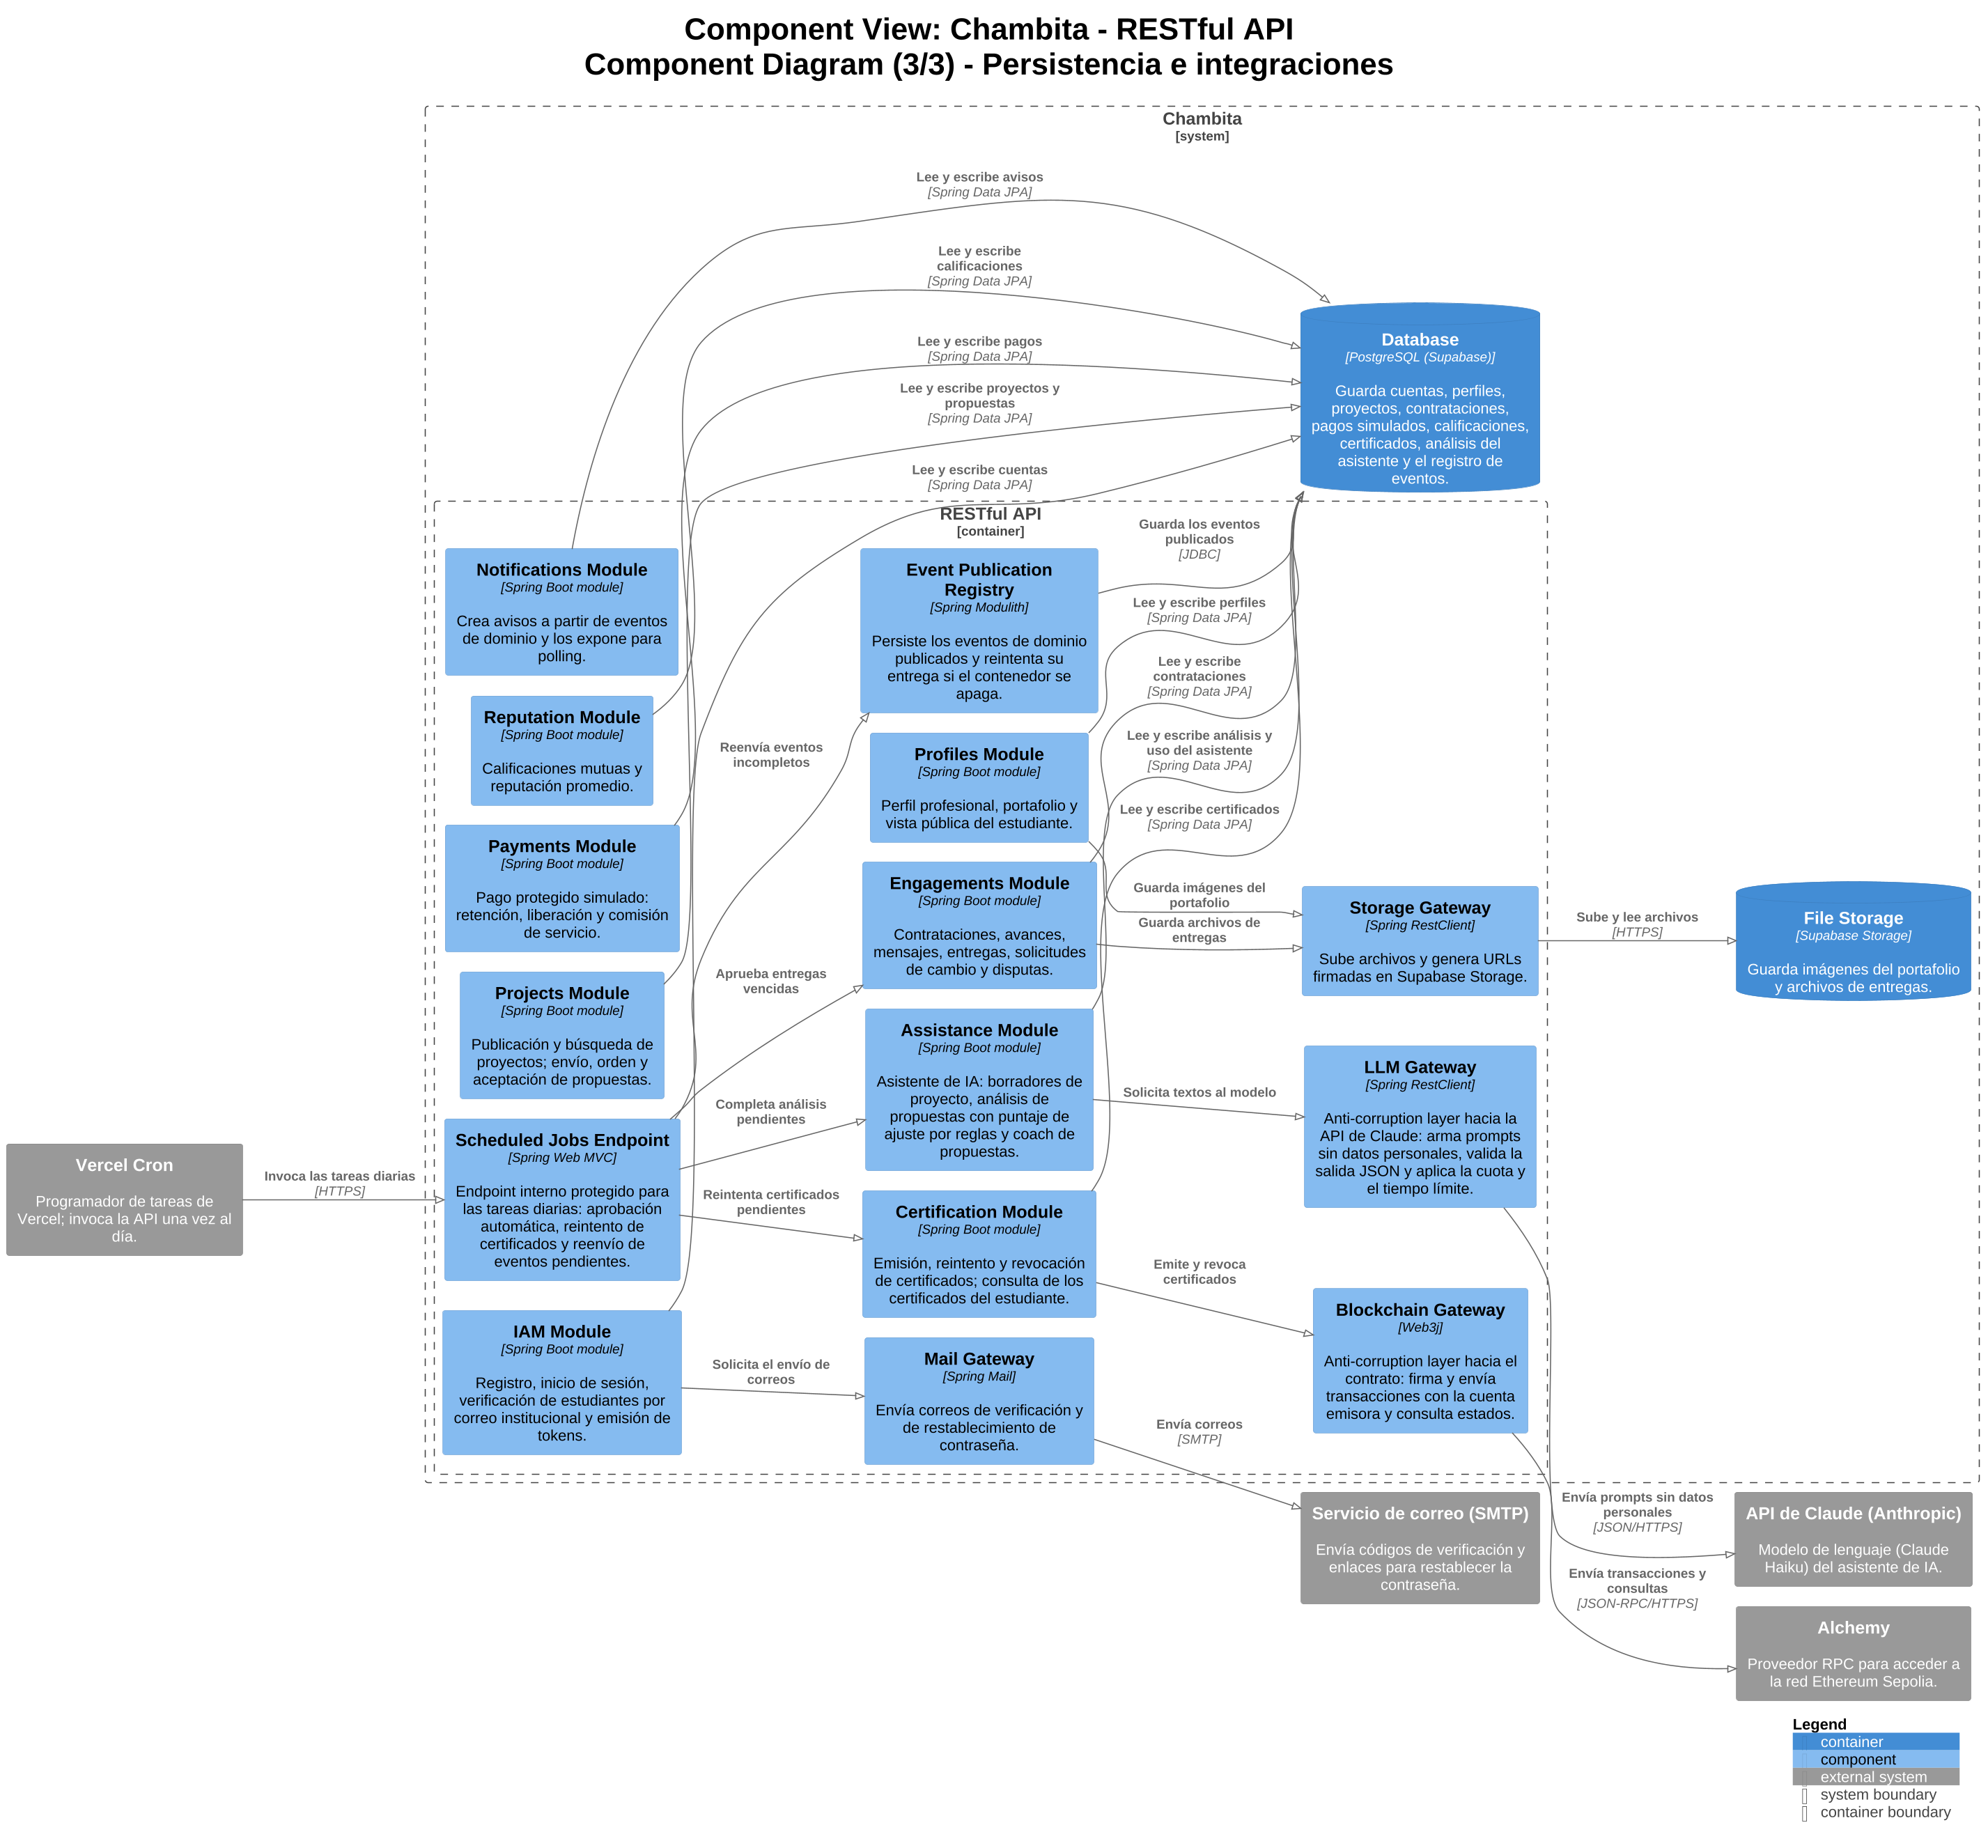 Component View: Chambita - RESTful API
Component Diagram (3/3) - Persistencia e integraciones
Chambita
[system]
Lee y escribe avisos
[Spring Data JPA]
Lee y escribe
calificaciones
[Spring Data JPA]
Lee y escribe pagos
[Spring Data JPA]
Lee y escribe proyectos y
propuestas
[Spring Data JPA]
Lee y escribe cuentas
[Spring Data JPA]
Database
[PostgreSQL (Supabase)]
Guarda cuentas, perfiles,
proyectos, contrataciones,
pagos simulados, calificaciones,
certificados, análisis del
asistente y el registro de
eventos.
RESTful API
[container]
Notifications Module
[Spring Boot module]
Crea avisos a partir de eventos
de dominio y los expone para
polling.
Reputation Module
[Spring Boot module]
Calificaciones mutuas y
reputación promedio.
Payments Module
[Spring Boot module]
Pago protegido simulado:
retención, liberación y comisión
de servicio.
Projects Module
[Spring Boot module]
Publicación y búsqueda de
proyectos; envío, orden y
aceptación de propuestas.
Scheduled Jobs Endpoint
[Spring Web MVC]
Endpoint interno protegido para
las tareas diarias: aprobación
automática, reintento de
certificados y reenvío de
eventos pendientes.
IAM Module
[Spring Boot module]
Registro, inicio de sesión,
verificación de estudiantes por
correo institucional y emisión de
tokens.
Vercel Cron
Programador de tareas de
Vercel; invoca la API una vez al
día.
Invoca las tareas diarias
[HTTPS]
Reenvía eventos
incompletos
Aprueba entregas
vencidas
Completa análisis
pendientes
Reintenta certificados
pendientes
Solicita el envío de
correos
Event Publication
Registry
[Spring Modulith]
Persiste los eventos de dominio
publicados y reintenta su
entrega si el contenedor se
apaga.
Profiles Module
[Spring Boot module]
Perfil profesional, portafolio y
vista pública del estudiante.
Engagements Module
[Spring Boot module]
Contrataciones, avances,
mensajes, entregas, solicitudes
de cambio y disputas.
Assistance Module
[Spring Boot module]
Asistente de IA: borradores de
proyecto, análisis de
propuestas con puntaje de
ajuste por reglas y coach de
propuestas.
Certification Module
[Spring Boot module]
Emisión, reintento y revocación
de certificados; consulta de los
certificados del estudiante.
Mail Gateway
[Spring Mail]
Envía correos de verificación y
de restablecimiento de
contraseña.
Guarda los eventos
publicados
[JDBC]
Lee y escribe perfiles
[Spring Data JPA]
Lee y escribe
contrataciones
[Spring Data JPA]
Lee y escribe análisis y
uso del asistente
[Spring Data JPA]
Lee y escribe certificados
[Spring Data JPA]
Guarda imágenes del
portafolio
Guarda archivos de
entregas
Solicita textos al modelo
Emite y revoca
certificados
Envía correos
[SMTP]
Storage Gateway
[Spring RestClient]
Sube archivos y genera URLs
firmadas en Supabase Storage.
LLM Gateway
[Spring RestClient]
Anti-corruption layer hacia la
API de Claude: arma prompts
sin datos personales, valida la
salida JSON y aplica la cuota y
el tiempo límite.
Blockchain Gateway
[Web3j]
Anti-corruption layer hacia el
contrato: firma y envía
transacciones con la cuenta
emisora y consulta estados.
Servicio de correo (SMTP)
Envía códigos de verificación y
enlaces para restablecer la
contraseña.
Sube y lee archivos
[HTTPS]
File Storage
[Supabase Storage]
Guarda imágenes del portafolio
y archivos de entregas.
Envía prompts sin datos
personales
[JSON/HTTPS]
Envía transacciones y
consultas
[JSON-RPC/HTTPS]
API de Claude (Anthropic)
Modelo de lenguaje (Claude
Haiku) del asistente de IA.
Alchemy
Proveedor RPC para acceder a
la red Ethereum Sepolia.
Legend
container
component
external system
system boundary
container boundary